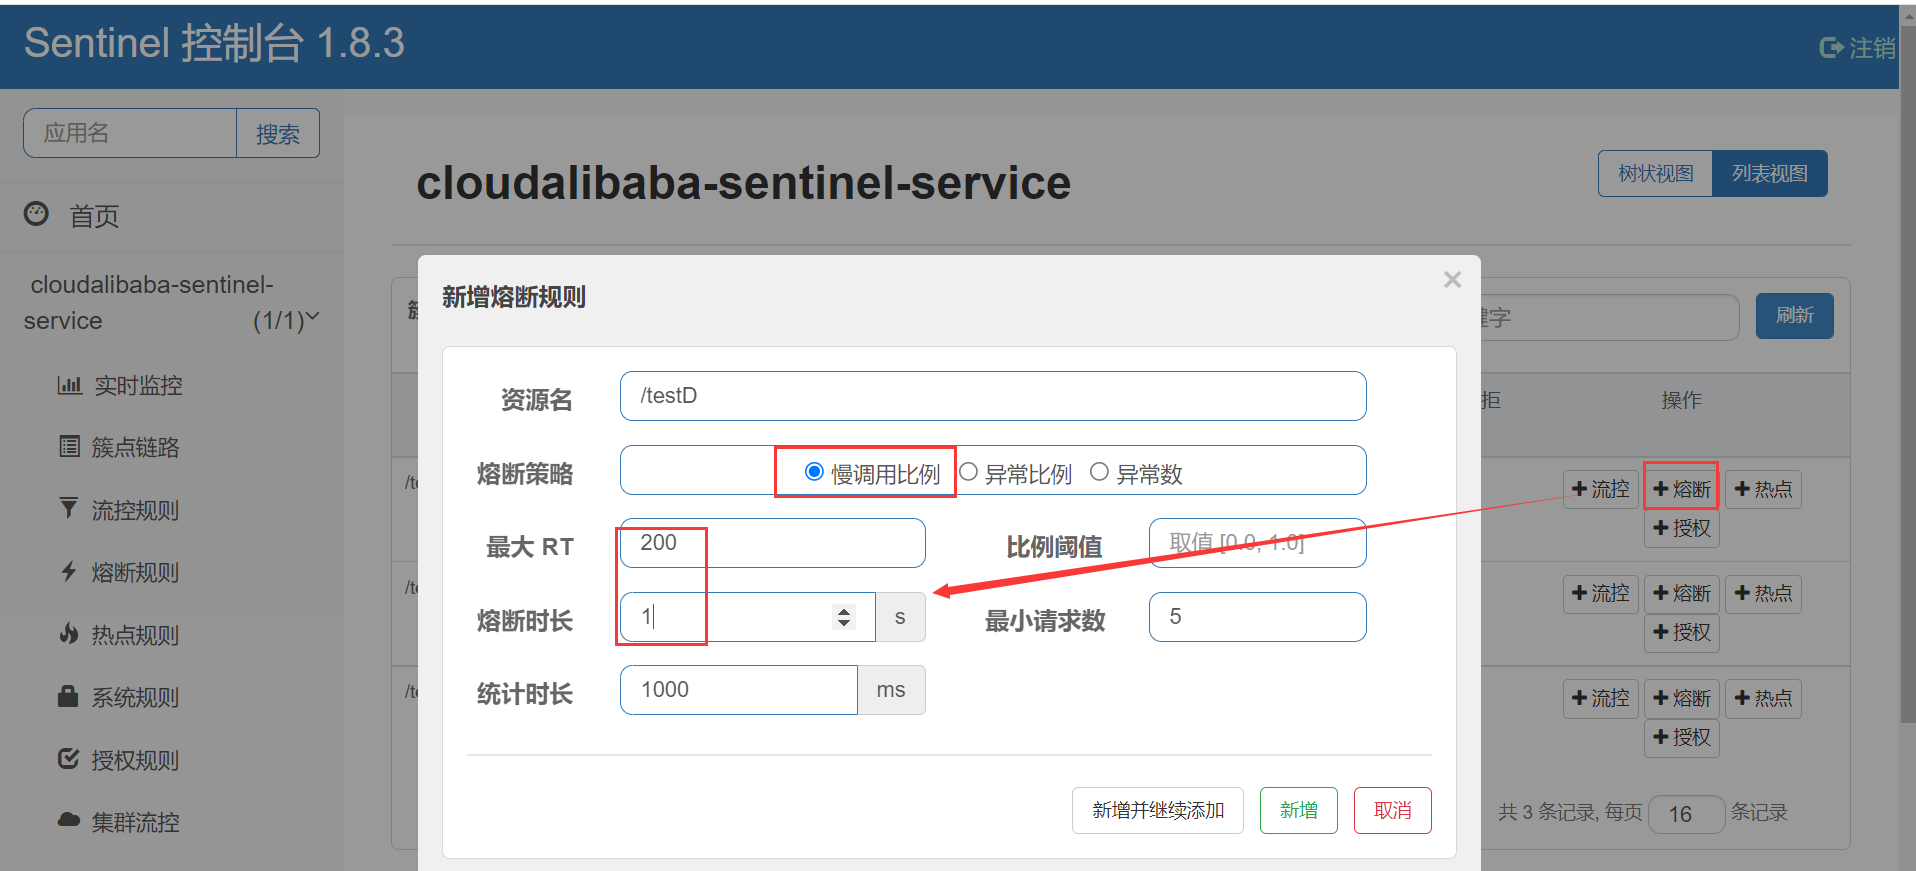 Sentinel 控制台 1.8.3
注销
应用名
搜索
首页
cloudalibaba-sentinel-
service (1/1)
实时监控
簇点链路
流控规则
熔断规则
热点规则
系统规则
授权规则
集群流控
cloudalibaba-sentinel-service
树状视图 列表视图
键字
刷新
拒 操作
新增熔断规则
×
资源名 /testD
熔断策略 慢调用比例 异常比例 异常数
最大 RT 200 比例阈值 取值 [0.0, 1.0]
熔断时长 1 s 最小请求数 5
统计时长 1000 ms
新增并继续添加 新增 取消
/te
+流控 +熔断 +热点
+授权
/te
+流控 +熔断 +热点
+授权
/te
+流控 +熔断 +热点
+授权
共 3 条记录, 每页 16 条记录